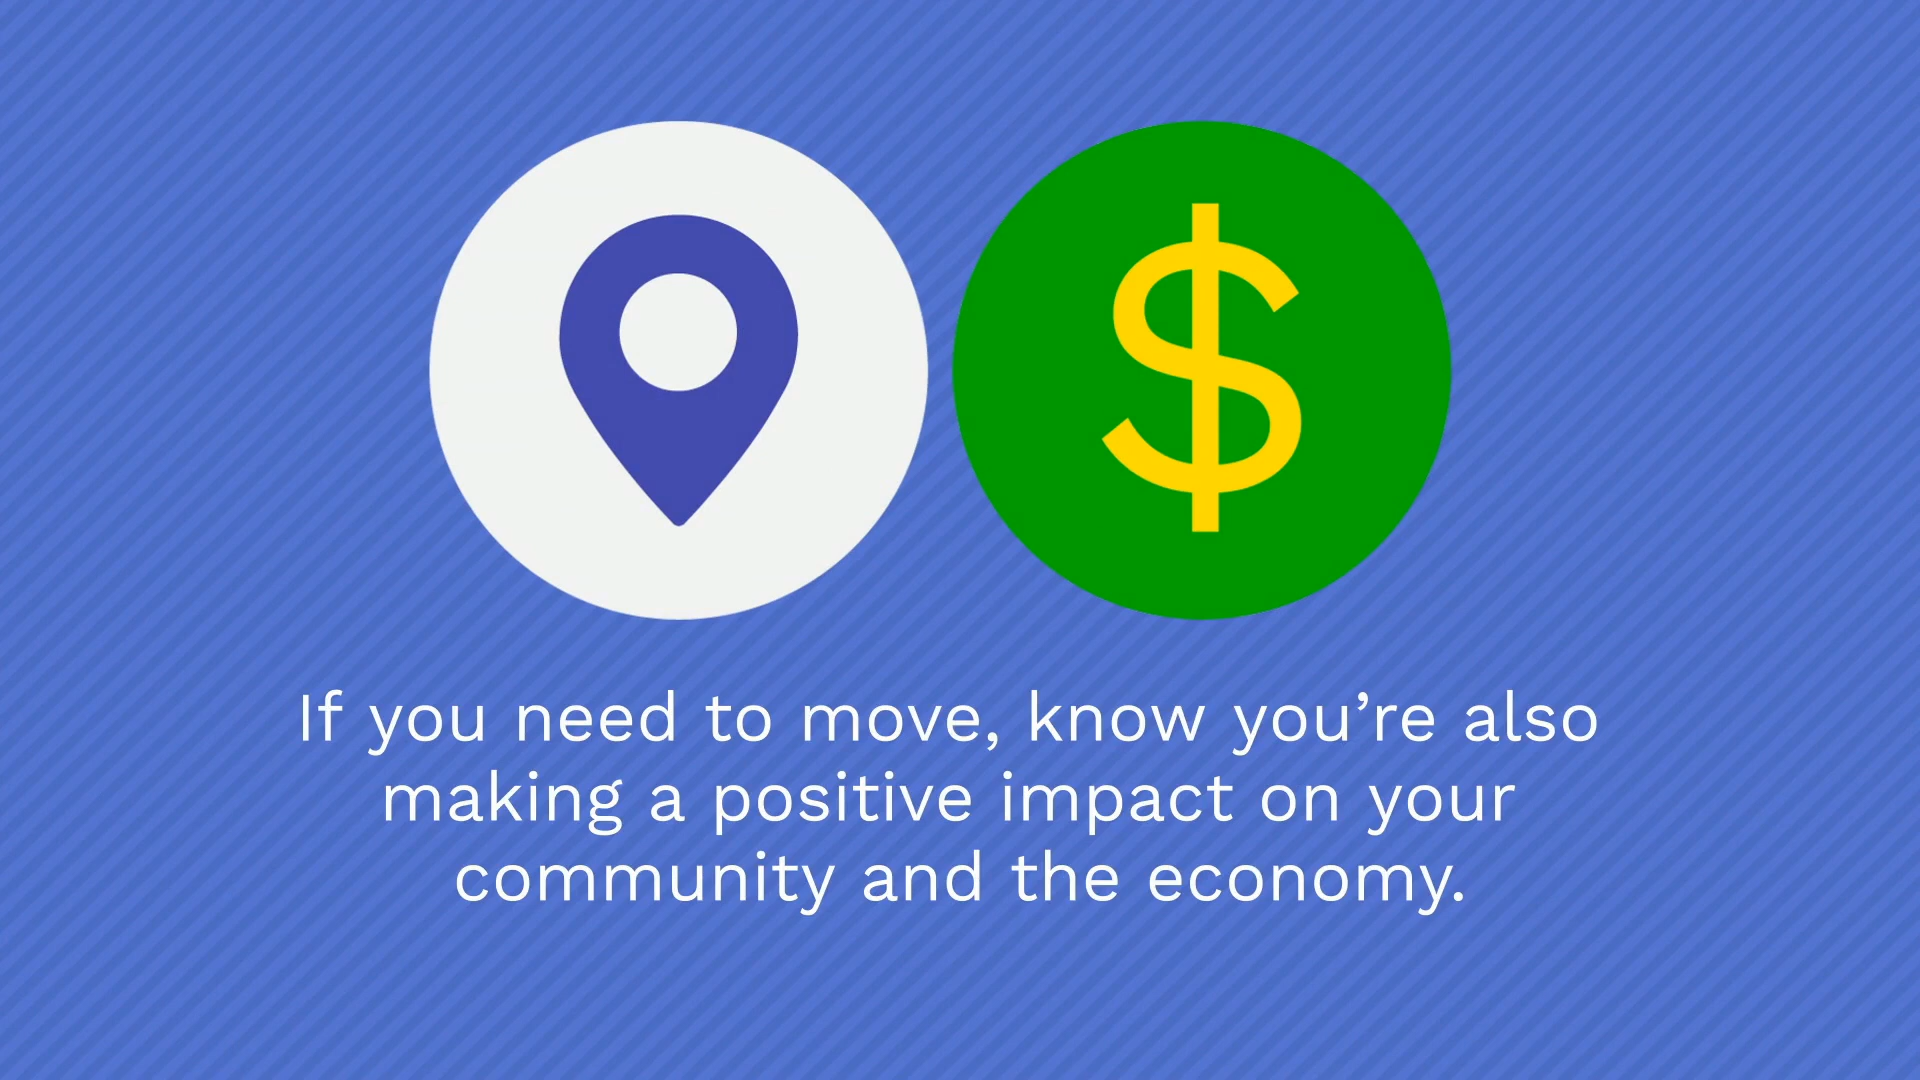 $
If you need to move, know you’re also
making a positive impact on your
community and the economy.